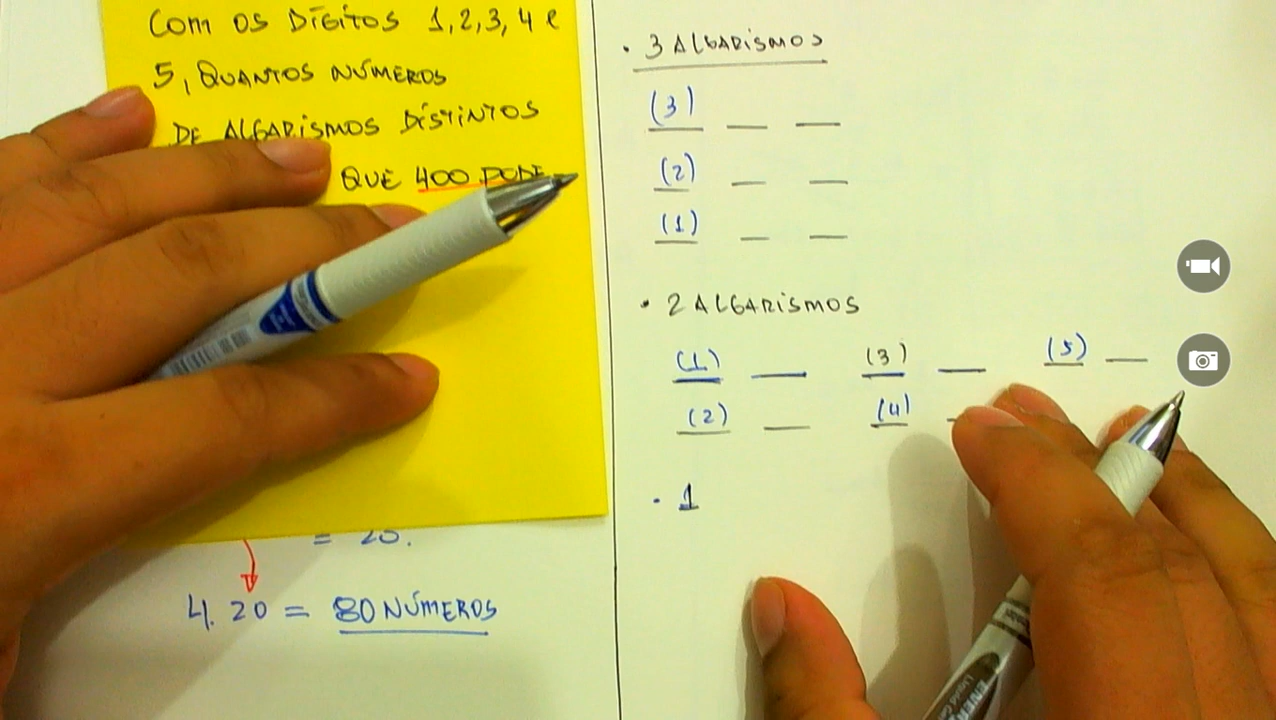 COM OS DÍGITOS 1,2,3,4 e
5, QUANTOS NÚMEROS
DE ALGARISMOS DÍSTINTOS
QUE 400 PODE
= 20.
4. 20 = 80 NÚMEROS
• 3 ALGARISMOS
(3) __ __
(2) __ __
(1) __ __
• 2 ALGARISMOS
(1) __ (3) __ (5) __
(2) __ (4) __
• 1